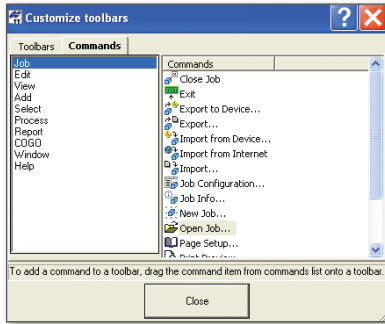 Customize toolbars
Toolbars
Commands
Job
Edit
View
Add
Select
Process
Report
COGO
Window
Help
Commands
Close Job
Exit
Export to Device...
Export...
Import from Device...
Import from Internet
Import...
Job Configuration...
Job Info...
New Job...
Open Job...
Page Setup...
Print Preview...
To add a command to a toolbar, drag the command item from commands list onto a toolbar.
Close